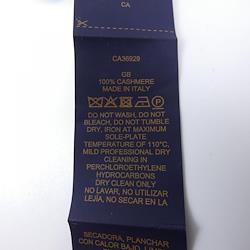 CA
CA36929
GB
100% CASHMERE
MADE IN ITALY
DO NOT WASH, DO NOT
BLEACH, DO NOT TUMBLE
DRY, IRON AT MAXIMUM
SOLE-PLATE
TEMPERATURE OF 110°C,
MILD PROFESSIONAL DRY
CLEANING IN
PERCHLOROETHYLENE
HYDROCARBONS
DRY CLEAN ONLY
NO LAVAR, NO UTILIZAR
LEJÍA, NO SECAR EN LA
SECADORA, PLANCHAR
CON CALOR BAJO, LIMP